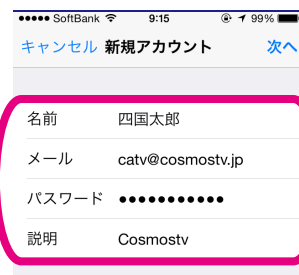 ●●●●● SoftBank 9:15 99%
キャンセル 新規アカウント 次へ
名前 四国太郎
メール catv@cosmostv.jp
パスワード ●●●●●●●●●●●
説明 Cosmostv